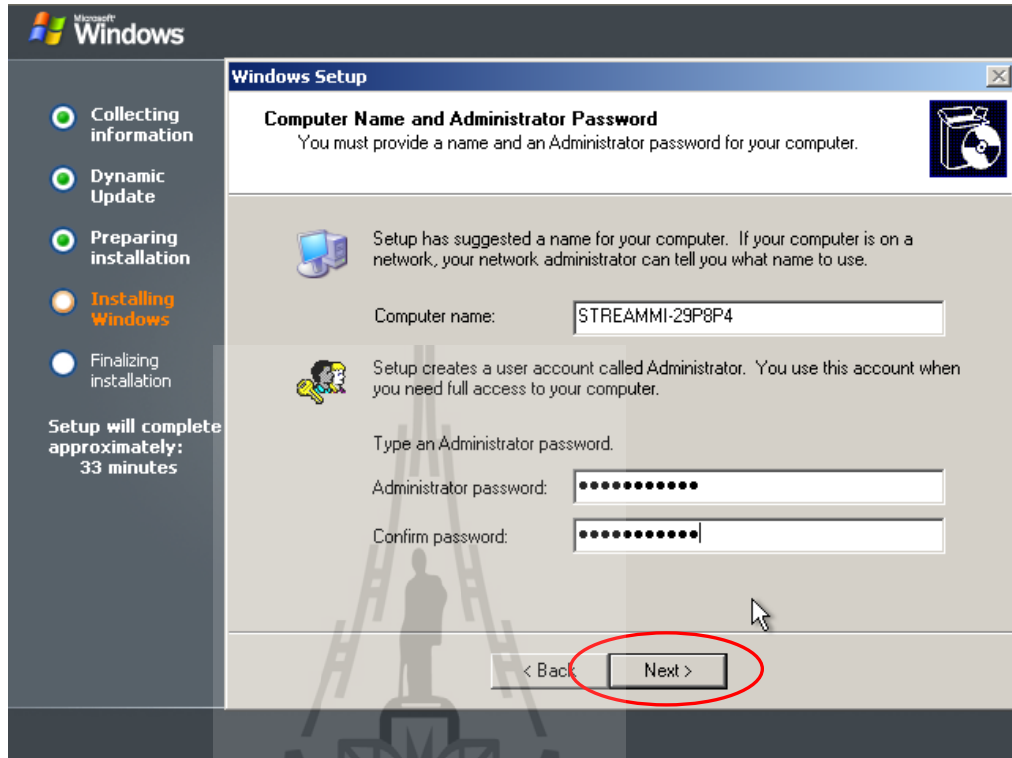 Microsoft
Windows
Collecting
information
Dynamic
Update
Preparing
installation
Installing
Windows
Finalizing
installation
Setup will complete
approximately:
33 minutes
Windows Setup
Computer Name and Administrator Password
You must provide a name and an Administrator password for your computer.
Setup has suggested a name for your computer. If your computer is on a
network, your network administrator can tell you what name to use.
Computer name: STREAMMI-29P8P4
Setup creates a user account called Administrator. You use this account when
you need full access to your computer.
Type an Administrator password.
Administrator password: ●●●●●●●●●●●
Confirm password: ●●●●●●●●●●●
< Back Next >